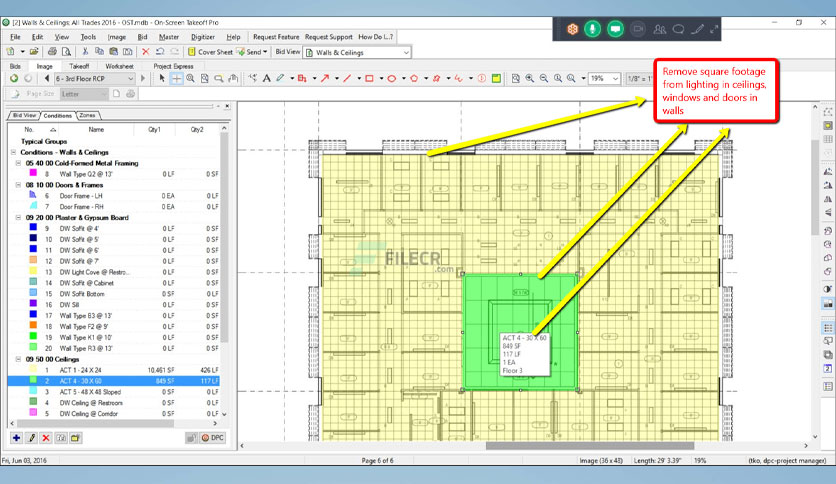 [2] Walls & Ceilings: All Trades 2016 - OST.mdb - On-Screen Takeoff Pro
File Edit View Tools Image Bid Master Digitizer Help Request Feature Request Support How Do I...?
Cover Sheet Send Bid View Walls & Ceilings
Bids Image Takeoff Worksheet Project Express
6 - 3rd Floor RCP 19% 1/8" = 1'
Page Size Letter
Bid View Conditions Zones
No. Name Qty1 Qty2
Typical Groups
Conditions - Walls & Ceilings
05 40 00 Cold-Formed Metal Framing
8 Wall Type Q2 @ 13' 0 LF 0 SF
08 10 00 Doors & Frames
6 Door Frame - LH 0 EA 0 LF
7 Door Frame - RH 0 EA 0 LF
09 20 00 Plaster & Gypsum Board
9 DW Soffit @ 4' 0 LF 0 SF
10 DW Soffit @ 5' 0 LF 0 SF
11 DW Soffit @ 6' 0 LF 0 SF
12 DW Soffit @ 7' 0 LF 0 SF
13 DW Light Cove @ Restro... 0 LF 0 SF
14 DW Soffit @ Cabinet 0 LF 0 SF
15 DW Soffit Bottom 0 LF 0 SF
16 DW Sill 0 LF 0 SF
17 Wall Type B3 @ 13' 0 LF 0 SF
18 Wall Type F2 @ 9' 0 LF 0 SF
19 Wall Type K1 @ 10' 0 LF 0 SF
20 Wall Type R3 @ 13' 0 LF 0 SF
09 50 00 Ceilings
1 ACT 1 - 24 X 24 10,461 SF 426 LF
2 ACT 4 - 30 X 60 849 SF 117 LF
3 ACT 5 - 48 X 48 Sloped 0 SF 0 LF
4 DW Ceiling @ Restroom 0 SF 0 LF
5 DW Ceiling @ Corridor 0 SF 0 LF
DPC
Remove square footage
from lighting in ceilings,
windows and doors in
walls
FILECR
.com
ACT 4 - 30 X 60
849 SF
117 LF
1 EA
Floor 3
Fri, Jun 03, 2016 Page 6 of 6 Image (36 x 48) Length: 29' 3.39" 19% (tko, dpc-project manager)